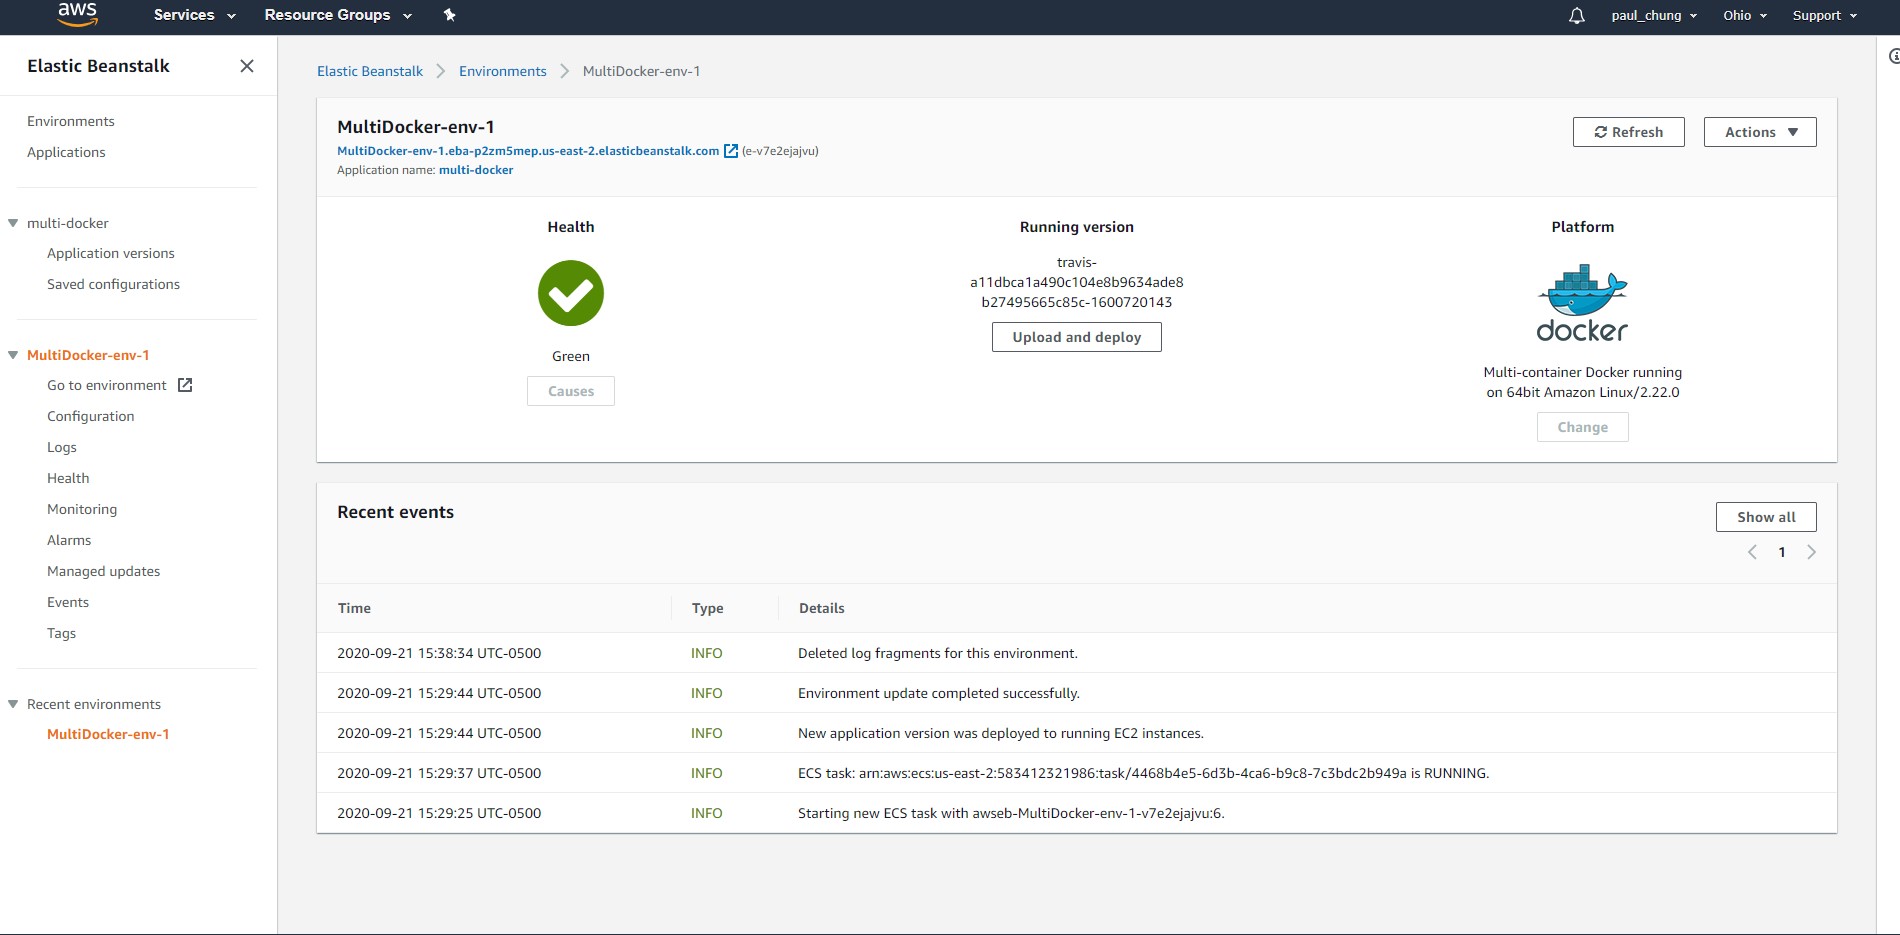 aws Services Resource Groups paul_chung Ohio Support
Elastic Beanstalk
Environments
Applications
multi-docker
Application versions
Saved configurations
MultiDocker-env-1
Go to environment
Configuration
Logs
Health
Monitoring
Alarms
Managed updates
Events
Tags
Recent environments
MultiDocker-env-1
Elastic Beanstalk Environments MultiDocker-env-1
MultiDocker-env-1
MultiDocker-env-1.eba-p2zm5mep.us-east-2.elasticbeanstalk.com (e-v7e2ejajvu)
Application name: multi-docker
Refresh Actions
Health
Green
Causes
Running version
travis-
a11dbca1a490c104e8b9634ade8
b27495665c85c-1600720143
Upload and deploy
Platform
docker
Multi-container Docker running
on 64bit Amazon Linux/2.22.0
Change
Recent events
Show all
1
Time Type Details
2020-09-21 15:38:34 UTC-0500 INFO Deleted log fragments for this environment.
2020-09-21 15:29:44 UTC-0500 INFO Environment update completed successfully.
2020-09-21 15:29:44 UTC-0500 INFO New application version was deployed to running EC2 instances.
2020-09-21 15:29:37 UTC-0500 INFO ECS task: arn:aws:ecs:us-east-2:583412321986:task/4468b4e5-6d3b-4ca6-b9c8-7c3bdc2b949a is RUNNING.
2020-09-21 15:29:25 UTC-0500 INFO Starting new ECS task with awseb-MultiDocker-env-1-v7e2ejajvu:6.